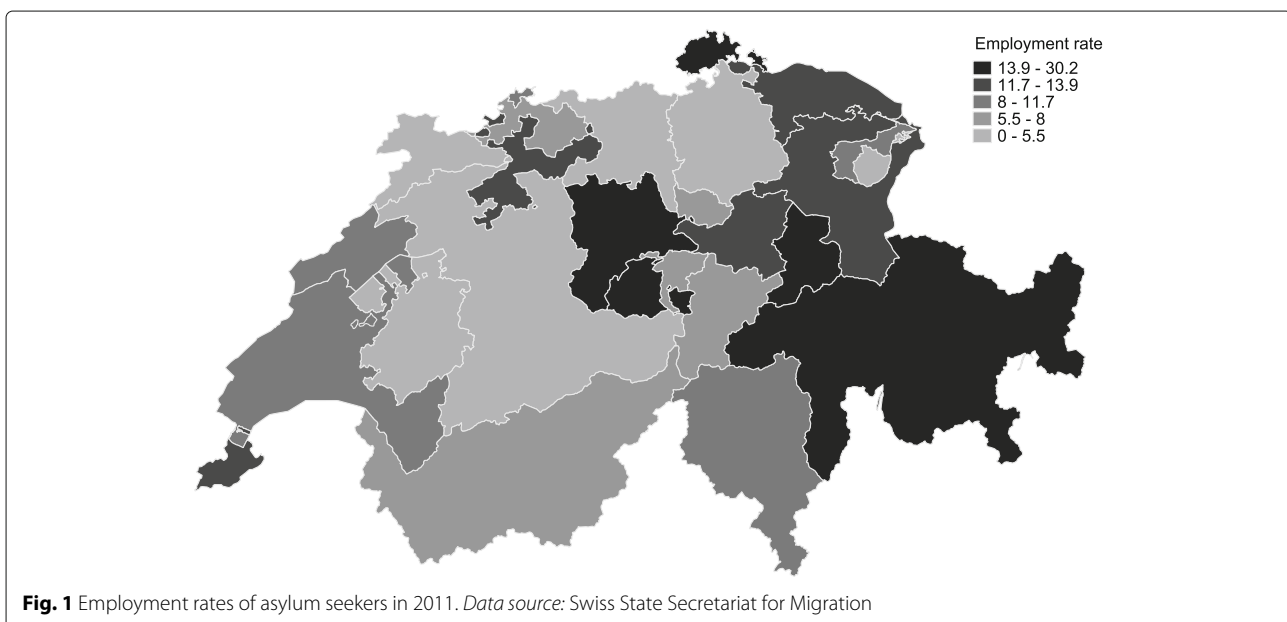 Employment rate
13.9 - 30.2
11.7 - 13.9
8 - 11.7
5.5 - 8
0 - 5.5
Fig. 1 Employment rates of asylum seekers in 2011. Data source: Swiss State Secretariat for Migration